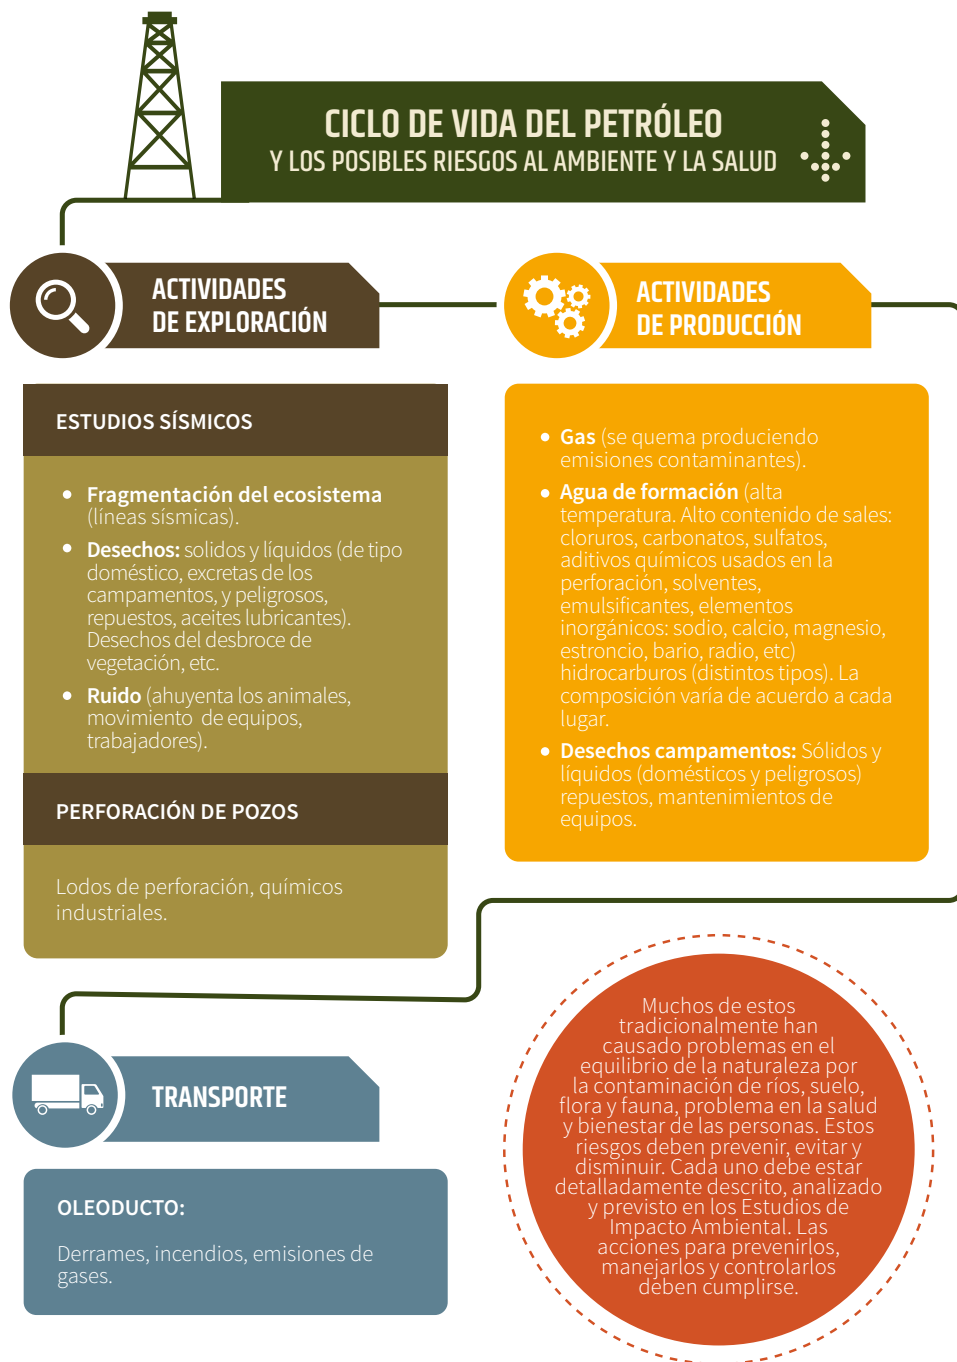 CICLO DE VIDA DEL PETRÓLEO
Y LOS POSIBLES RIESGOS AL AMBIENTE Y LA SALUD
ACTIVIDADES
DE EXPLORACIÓN
ESTUDIOS SÍSMICOS
• Fragmentación del ecosistema
(líneas sísmicas).
• Desechos: solidos y líquidos (de tipo
doméstico, excretas de los
campamentos, y peligrosos,
repuestos, aceites lubricantes).
Desechos del desbroce de
vegetación, etc.
• Ruido (ahuyenta los animales,
movimiento de equipos,
trabajadores).
PERFORACIÓN DE POZOS
Lodos de perforación, químicos
industriales.
ACTIVIDADES
DE PRODUCCIÓN
• Gas (se quema produciendo
emisiones contaminantes).
• Agua de formación (alta
temperatura. Alto contenido de sales:
cloruros, carbonatos, sulfatos,
aditivos químicos usados en la
perforación, solventes,
emulsificantes, elementos
inorgánicos: sodio, calcio, magnesio,
estroncio, bario, radio, etc)
hidrocarburos (distintos tipos). La
composición varía de acuerdo a cada
lugar.
• Desechos campamentos: Sólidos y
líquidos (domésticos y peligrosos)
repuestos, mantenimientos de
equipos.
TRANSPORTE
OLEODUCTO:
Derrames, incendios, emisiones de
gases.
Muchos de estos
tradicionalmente han
causado problemas en el
equilibrio de la naturaleza por
la contaminación de ríos, suelo,
flora y fauna, problema en la salud
y bienestar de las personas. Estos
riesgos deben prevenir, evitar y
disminuir. Cada uno debe estar
detalladamente descrito, analizado
y previsto en los Estudios de
Impacto Ambiental. Las
acciones para prevenirlos,
manejarlos y controlarlos
deben cumplirse.